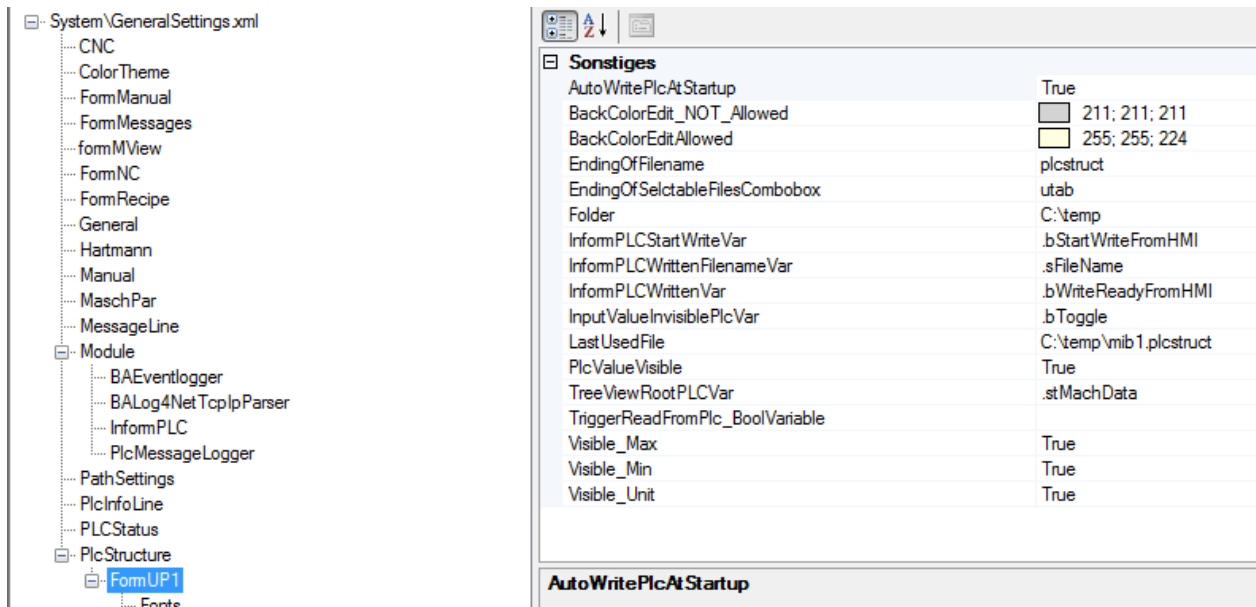 System\GeneralSettings.xml
CNC
ColorTheme
FormManual
FormMessages
formMView
FormNC
FormRecipe
General
Hartmann
Manual
MaschPar
MessageLine
Module
BAEventlogger
BALog4NetTcpIpParser
InformPLC
PlcMessageLogger
PathSettings
PlcInfoLine
PLCStatus
PlcStructure
FormUP1
Fonts
Sonstiges
AutoWritePlcAtStartup True
BackColorEdit_NOT_Allowed 211; 211; 211
BackColorEditAllowed 255; 255; 224
EndingOfFilename plcstruct
EndingOfSelctableFilesCombobox utab
Folder C:\temp
InformPLCStartWriteVar .bStartWriteFromHMI
InformPLCWrittenFilenameVar .sFileName
InformPLCWrittenVar .bWriteReadyFromHMI
InputValueInvisiblePlcVar .bToggle
LastUsedFile C:\temp\mib1.plcstruct
PlcValueVisible True
TreeViewRootPLCVar .stMachData
TriggerReadFromPlc_BoolVariable
Visible_Max True
Visible_Min True
Visible_Unit True
AutoWritePlcAtStartup